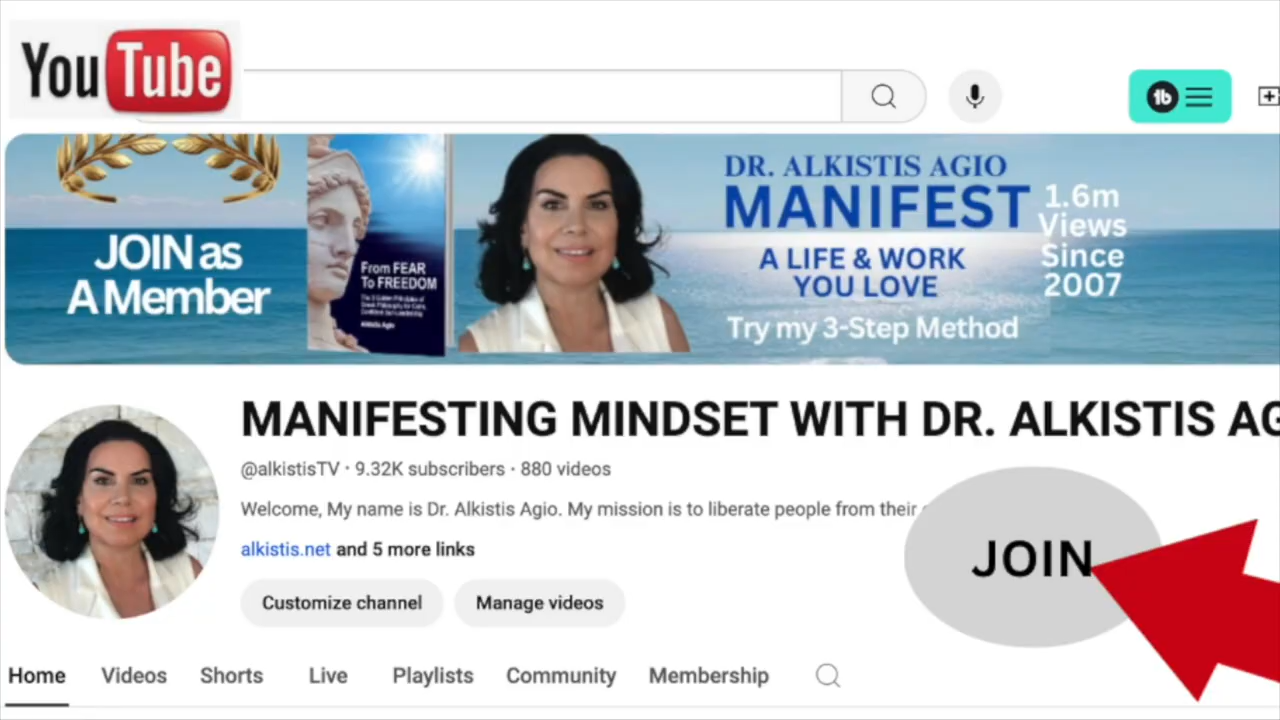 YouTube
JOIN as
A Member
From FEAR
To FREEDOM
Alkistis Agio
DR. ALKISTIS AGIO
MANIFEST
A LIFE & WORK
YOU LOVE
Try my 3-Step Method
1.6m
Views
Since
2007
MANIFESTING MINDSET WITH DR. ALKISTIS AG
@alkistisTV · 9.32K subscribers · 880 videos
Welcome, My name is Dr. Alkistis Agio. My mission is to liberate people from their
alkistis.net and 5 more links
JOIN
Customize channel
Manage videos
Home
Videos
Shorts
Live
Playlists
Community
Membership